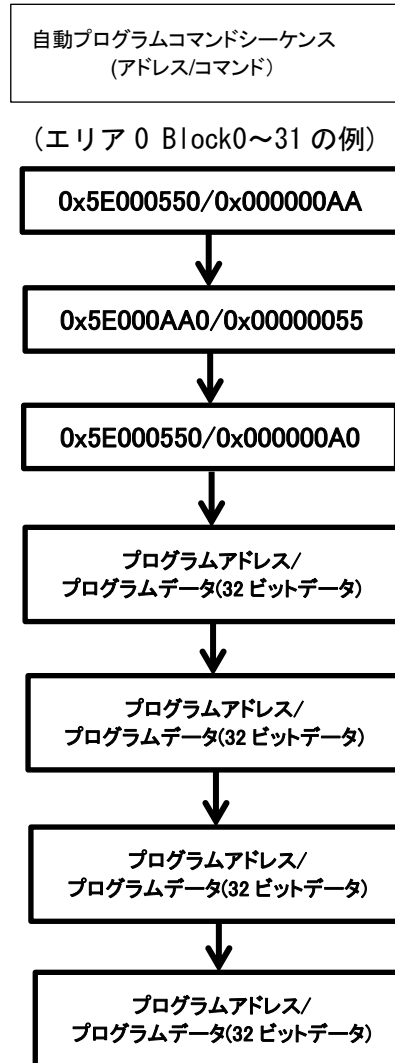 自動プログラムコマンドシーケンス
(アドレス/コマンド)
(エリア 0 Block0～31 の例)
0x5E000550/0x000000AA
0x5E000AA0/0x00000055
0x5E000550/0x000000A0
プログラムアドレス/
プログラムデータ(32 ビットデータ)
プログラムアドレス/
プログラムデータ(32 ビットデータ)
プログラムアドレス/
プログラムデータ(32 ビットデータ)
プログラムアドレス/
プログラムデータ(32 ビットデータ)